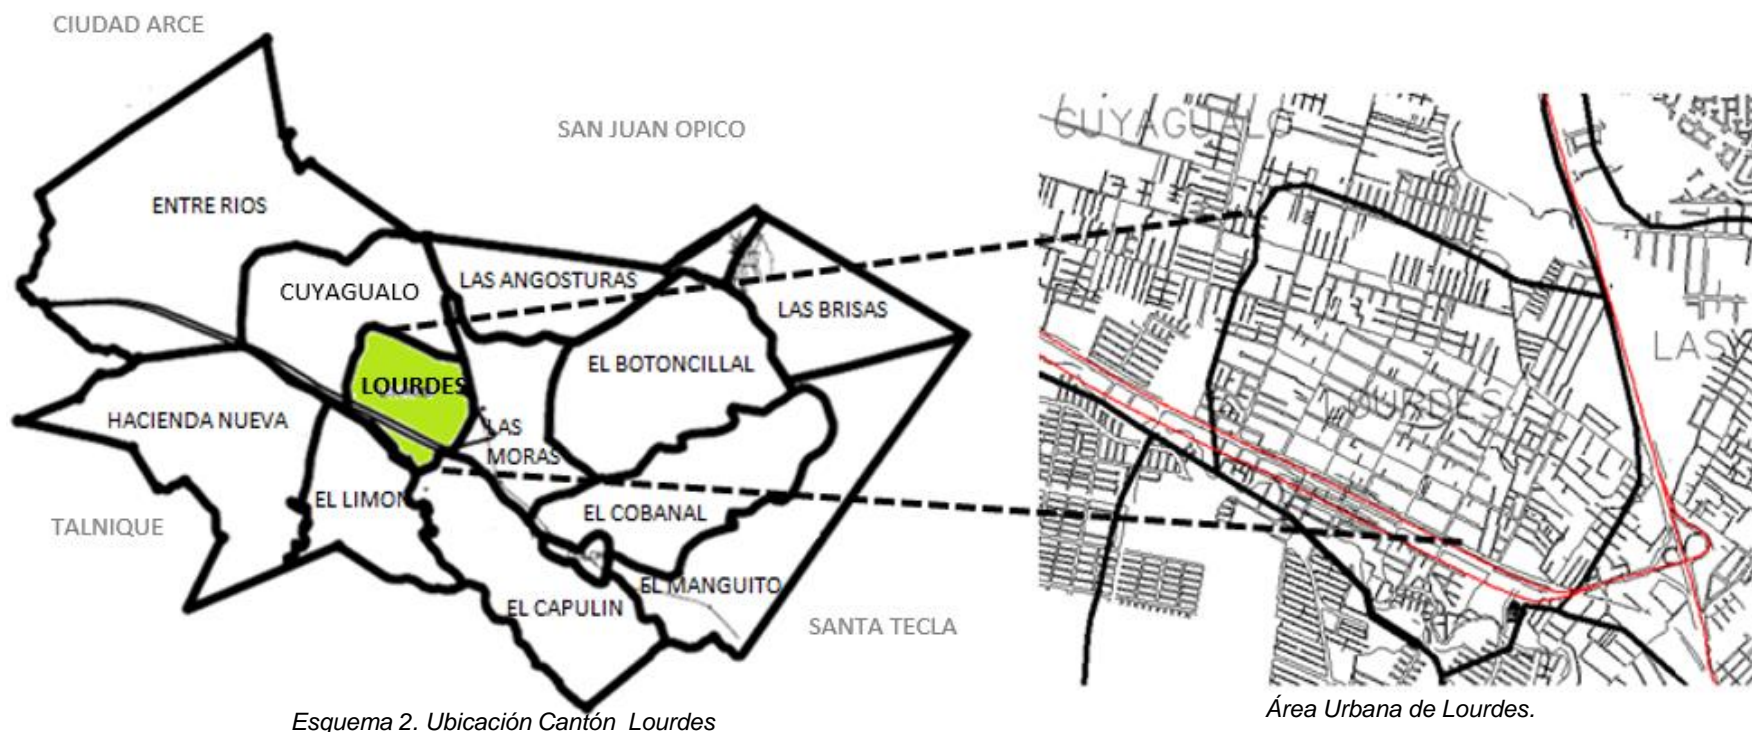 CIUDAD ARCE
SAN JUAN OPICO
CUYAGUALO
ENTRE RIOS
LAS ANGOSTURAS
CUYAGUALO
LAS BRISAS
EL BOTONCILLAL
LOURDES
LOURDES
HACIENDA NUEVA
LAS
MORAS
EL LIMON
EL COBANAL
TALNIQUE
EL MANGUITO
EL CAPULIN
SANTA TECLA
LAS
Esquema 2. Ubicación Cantón Lourdes
Área Urbana de Lourdes.